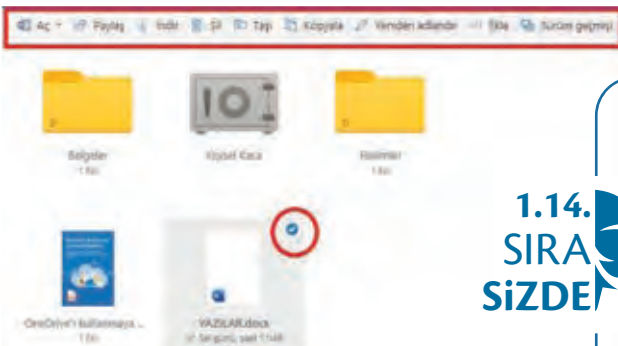 Aç Paylaş İndir Sil Taşı Kopyala Yeniden adlandır Ekle Sürüm geçmişi
Belgeler
Kişisel Kasa
Resimler
1.14.
SIRA
SİZDE
OneDrive'ı kullanmaya ...
YAZILAR.docx